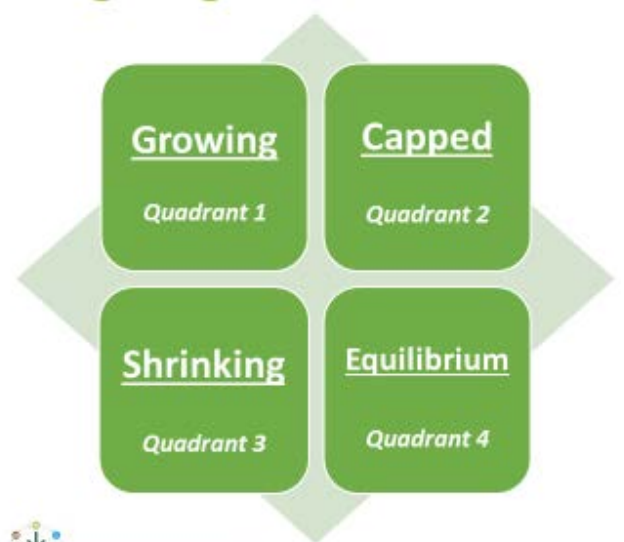 Growing
Quadrant 1
Capped
Quadrant 2
Shrinking
Quadrant 3
Equilibrium
Quadrant 4